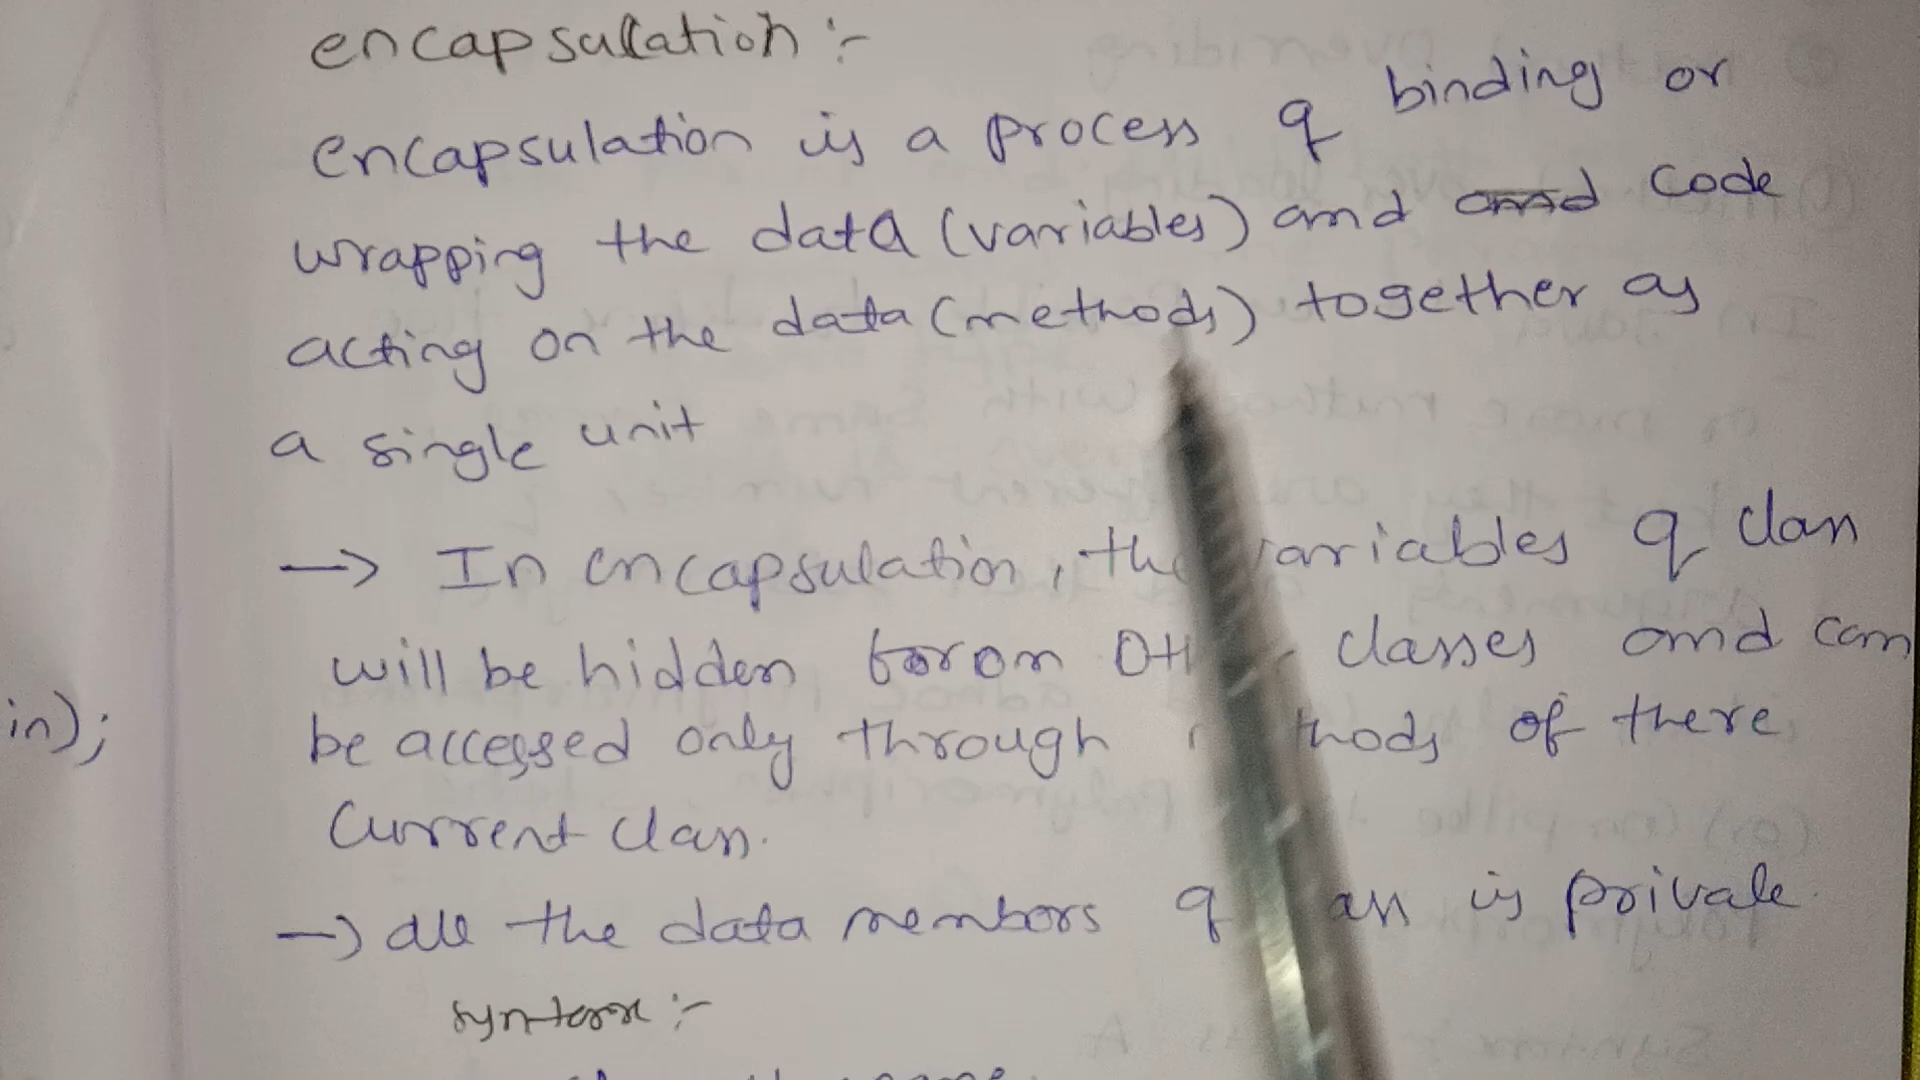 encapsulation :-
encapsulation is a process of binding or
wrapping the data (variables) and and code
acting on the data (methods) together as
a single unit
→ In encapsulation, the variables of class
will be hidden from classes and can
be accessed only through of there
in);
current class.
→ all the data members of is private.
syntax :-